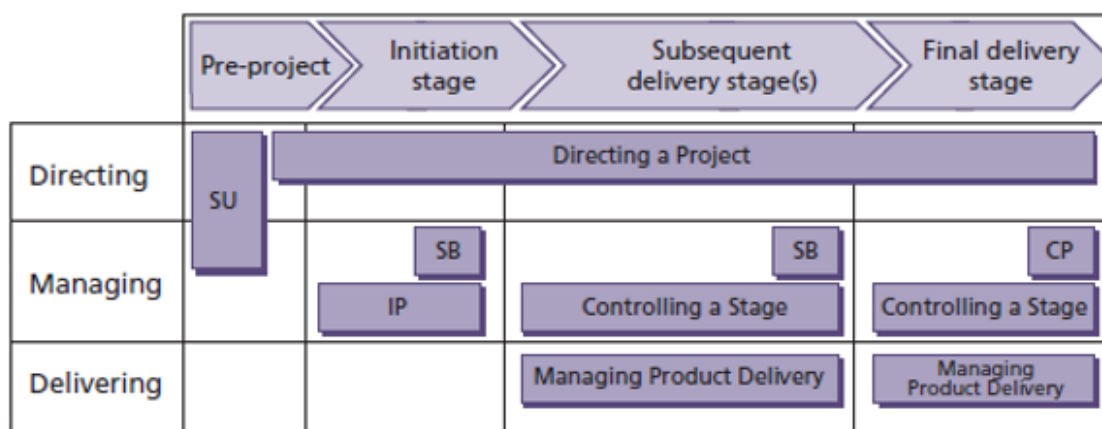 Pre-project
Initiation
stage
Subsequent
delivery stage(s)
Final delivery
stage
Directing
SU
Directing a Project
Managing
SB
SB
CP
IP
Controlling a Stage
Controlling a Stage
Delivering
Managing Product Delivery
Managing
Product Delivery